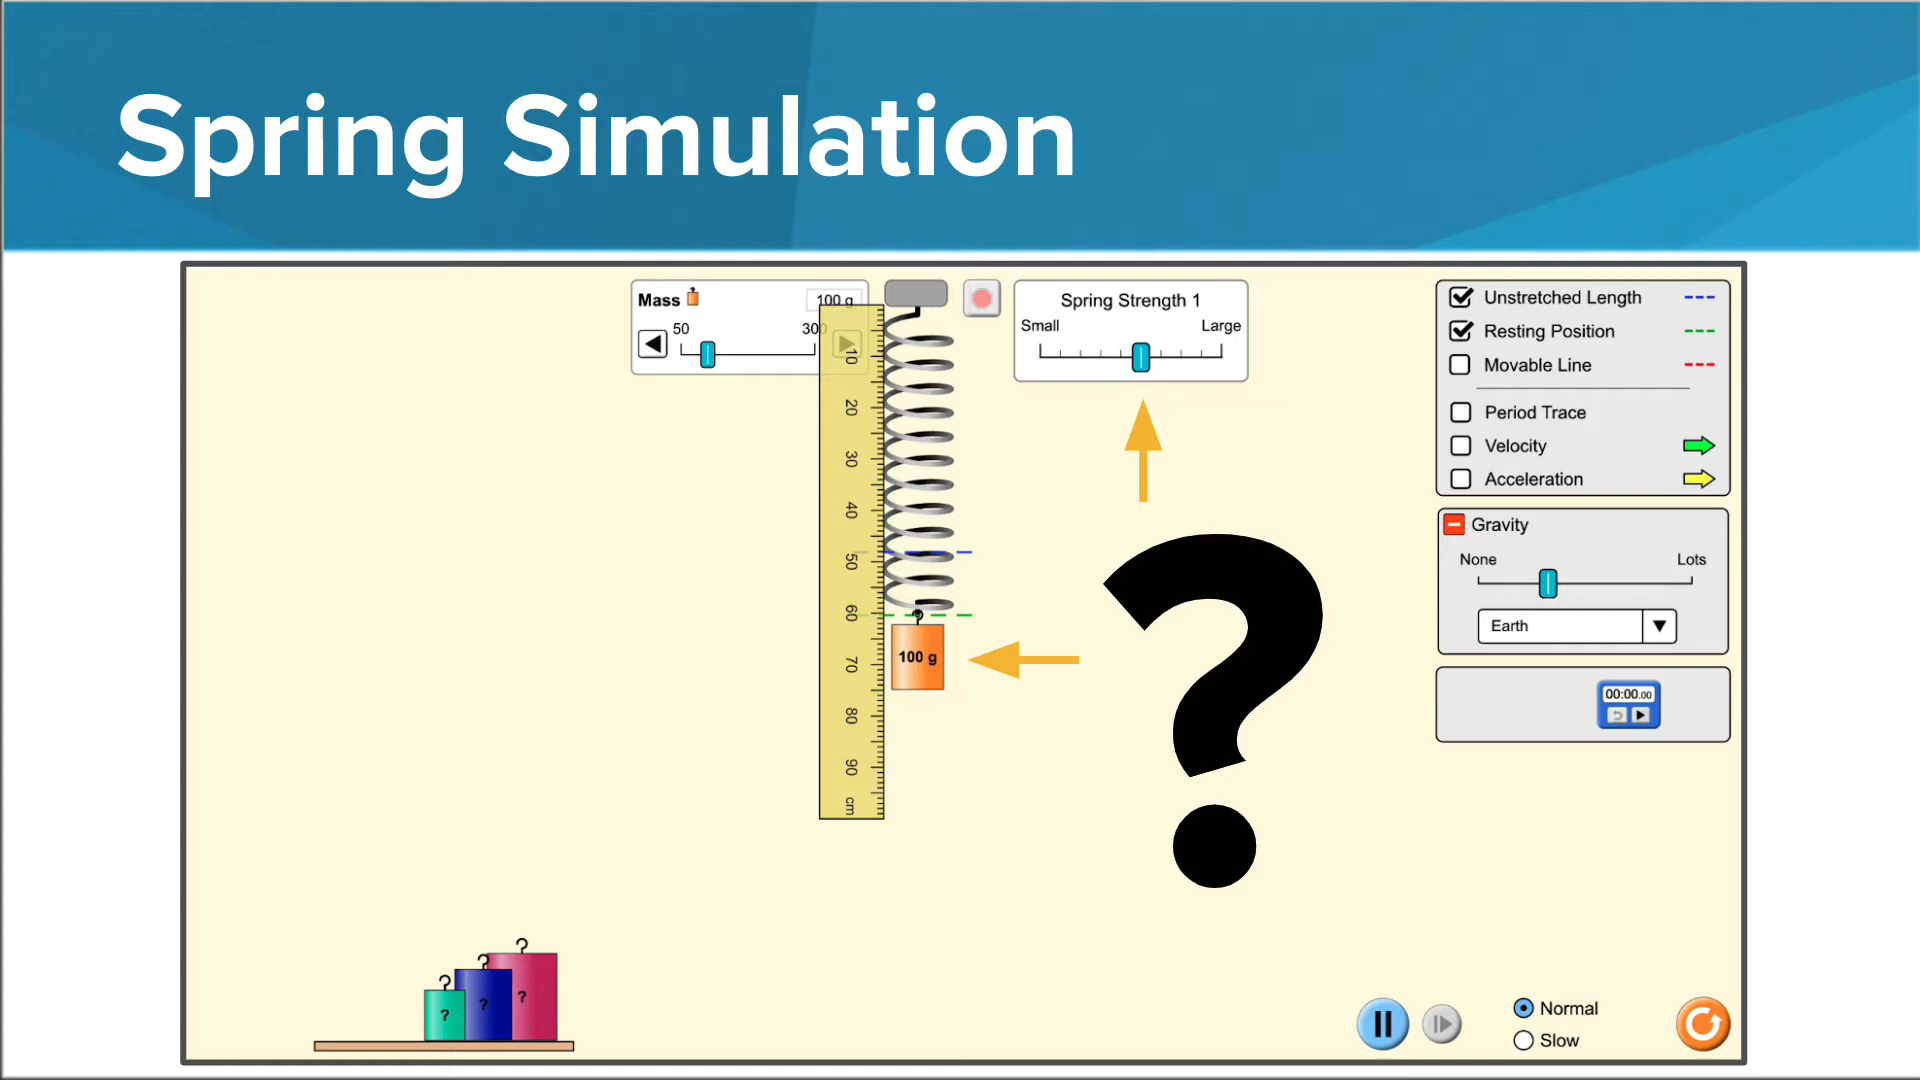 Spring Simulation
Mass 100 g
50 300
Spring Strength 1
Small Large
10
20
30
40
50
60
70
80
90
cm
100 g
?
Unstretched Length
Resting Position
Movable Line
Period Trace
Velocity
Acceleration
Gravity
None Lots
Earth
00:00.00
? ? ?
Normal
Slow